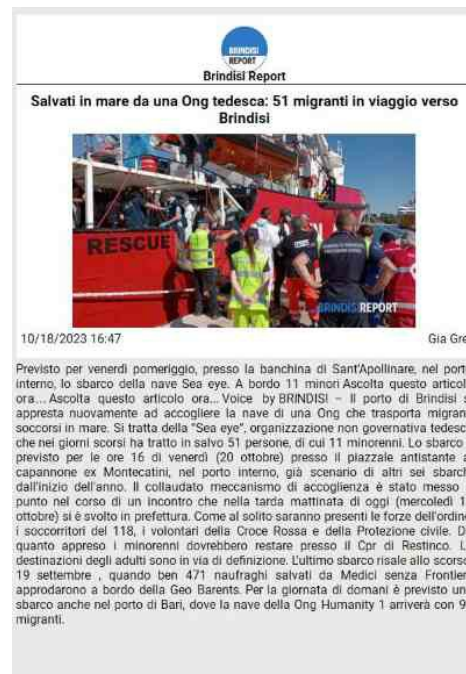 BRINDISI
REPORT
Brindisi Report
Salvati in mare da una Ong tedesca: 51 migranti in viaggio verso
Brindisi
RESCUE
BRINDISI REPORT
10/18/2023 16:47
Gia Gre
Previsto per venerdì pomeriggio, presso la banchina di Sant'Apollinare, nel port
interno, lo sbarco della nave Sea eye. A bordo 11 minori Ascolta questo articol
ora... Ascolta questo articolo ora... Voice by BRINDISI – Il porto di Brindisi s
appresta nuovamente ad accogliere la nave di una Ong che trasporta migran
soccorsi in mare. Si tratta della "Sea eye", organizzazione non governativa tedesc
che nei giorni scorsi ha tratto in salvo 51 persone, di cui 11 minorenni. Lo sbarco
previsto per le ore 16 di venerdì (20 ottobre) presso il piazzale antistante a
capannone ex Montecatini, nel porto interno, già scenario di altri sei sbarch
dall'inizio dell'anno. Il collaudato meccanismo di accoglienza è stato messo
punto nel corso di un incontro che nella tarda mattinata di oggi (mercoledì 1
ottobre) si è svolto in prefettura. Come al solito saranno presenti le forze dell'ordine
i soccorritori del 118, i volontari della Croce Rossa e della Protezione civile. D
quanto appreso i minorenni dovrebbero restare presso il Cpr di Restinco. L
destinazioni degli adulti sono in via di definizione. L'ultimo sbarco risale allo scorso
19 settembre , quando ben 471 naufraghi salvati da Medici senza Frontier
approdarono a bordo della Geo Barents. Per la giornata di domani è previsto un
sbarco anche nel porto di Bari, dove la nave della Ong Humanity 1 arriverà con 9
migranti.